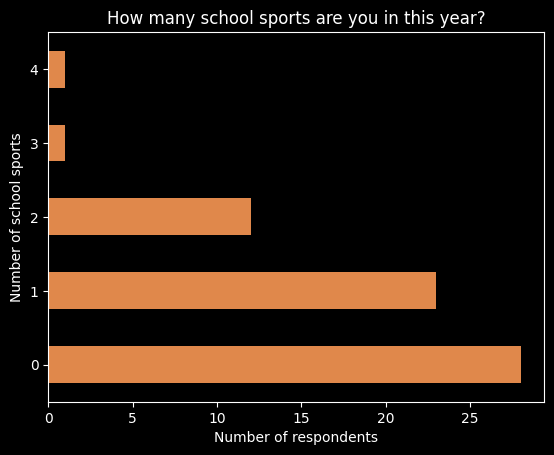 How many school sports are you in this year?
Number of school sports
4
3
2
1
0
0 5 10 15 20 25
Number of respondents